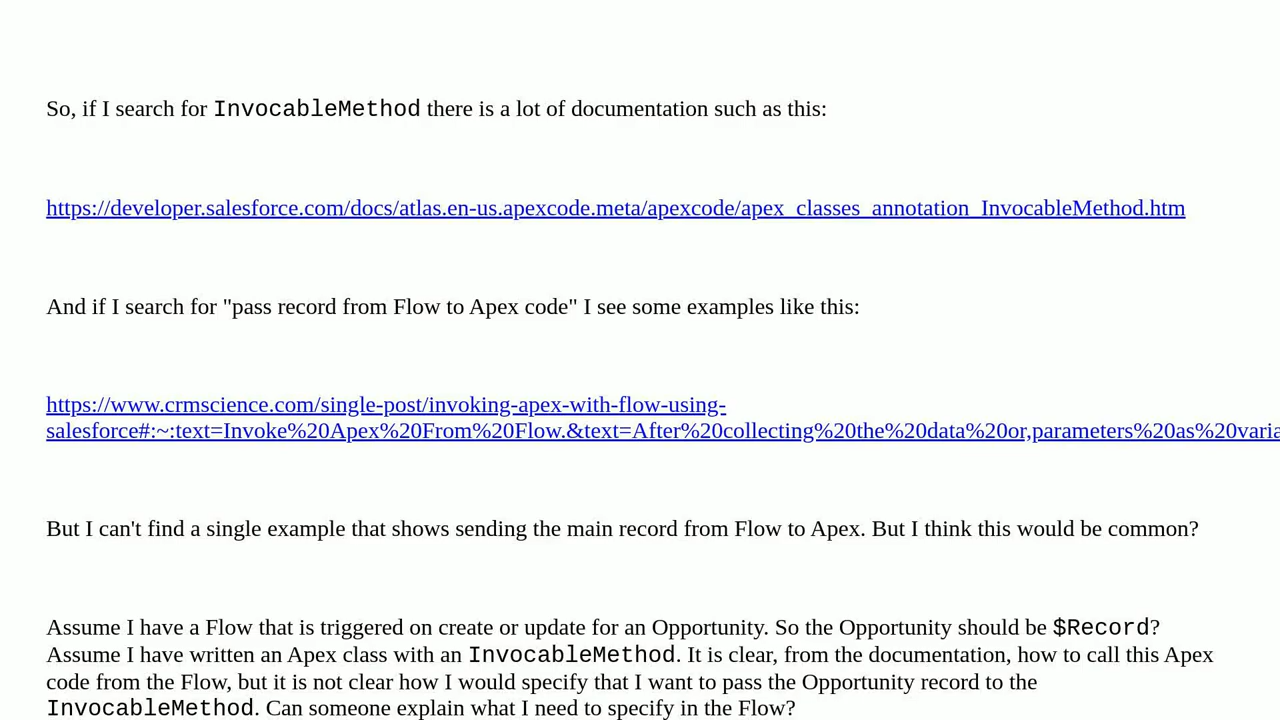 So, if I search for InvocableMethod there is a lot of documentation such as this:
https://developer.salesforce.com/docs/atlas.en-us.apexcode.meta/apexcode/apex_classes_annotation_InvocableMethod.htm
And if I search for "pass record from Flow to Apex code" I see some examples like this:
https://www.crmscience.com/single-post/invoking-apex-with-flow-using-
salesforce#:~:text=Invoke%20Apex%20From%20Flow.&text=After%20collecting%20the%20data%20or,parameters%20as%20varia
But I can't find a single example that shows sending the main record from Flow to Apex. But I think this would be common?
Assume I have a Flow that is triggered on create or update for an Opportunity. So the Opportunity should be $Record?
Assume I have written an Apex class with an InvocableMethod. It is clear, from the documentation, how to call this Apex
code from the Flow, but it is not clear how I would specify that I want to pass the Opportunity record to the
InvocableMethod. Can someone explain what I need to specify in the Flow?